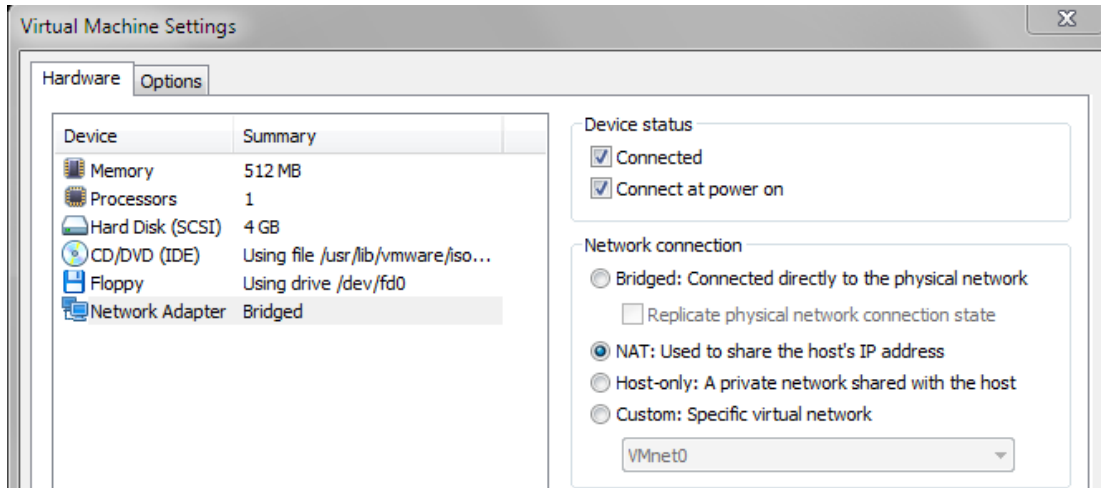 Virtual Machine Settings
Hardware
Options
Device Summary
Memory 512 MB
Processors 1
Hard Disk (SCSI) 4 GB
CD/DVD (IDE) Using file /usr/lib/vmware/iso...
Floppy Using drive /dev/fd0
Network Adapter Bridged
Device status
Connected
Connect at power on
Network connection
Bridged: Connected directly to the physical network
Replicate physical network connection state
NAT: Used to share the host's IP address
Host-only: A private network shared with the host
Custom: Specific virtual network
VMnet0